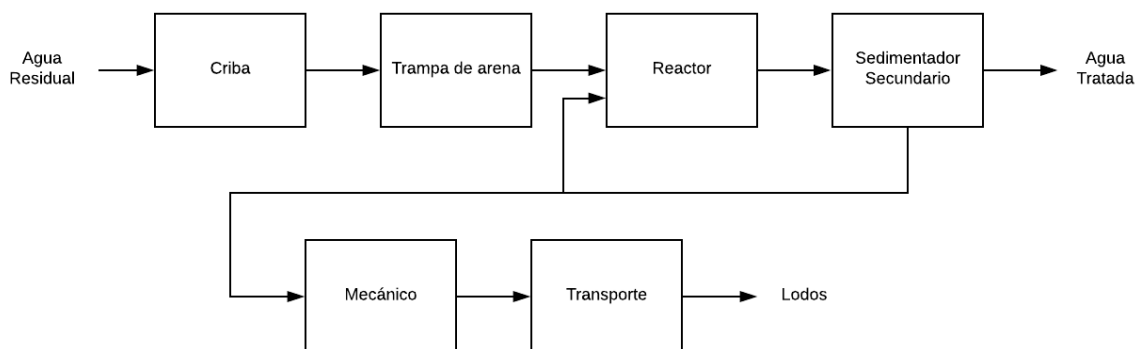 Agua
Residual
Criba
Trampa de arena
Reactor
Sedimentador
Secundario
Agua
Tratada
Mecánico
Transporte
Lodos